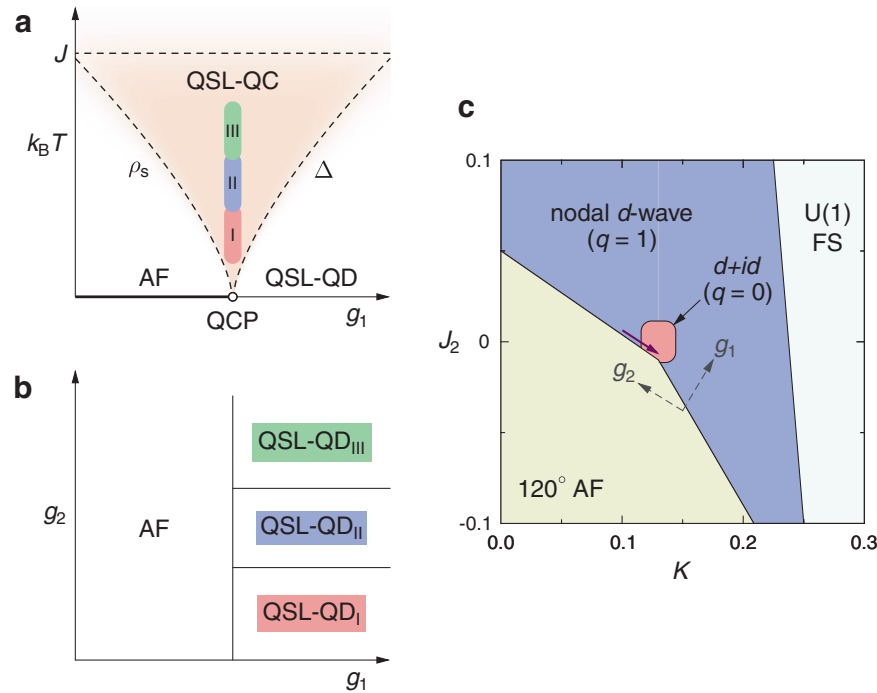 a
J
k_B T
QSL-QC
III
II
I
ρ_s
Δ
AF
QSL-QD
QCP
g_1
b
g_2
AF
QSL-QD_III
QSL-QD_II
QSL-QD_I
g_1
c
0.1
0
-0.1
J_2
nodal d-wave
(q = 1)
U(1)
FS
d+id
(q = 0)
g_1
g_2
120° AF
0.0
0.1
0.2
0.3
K